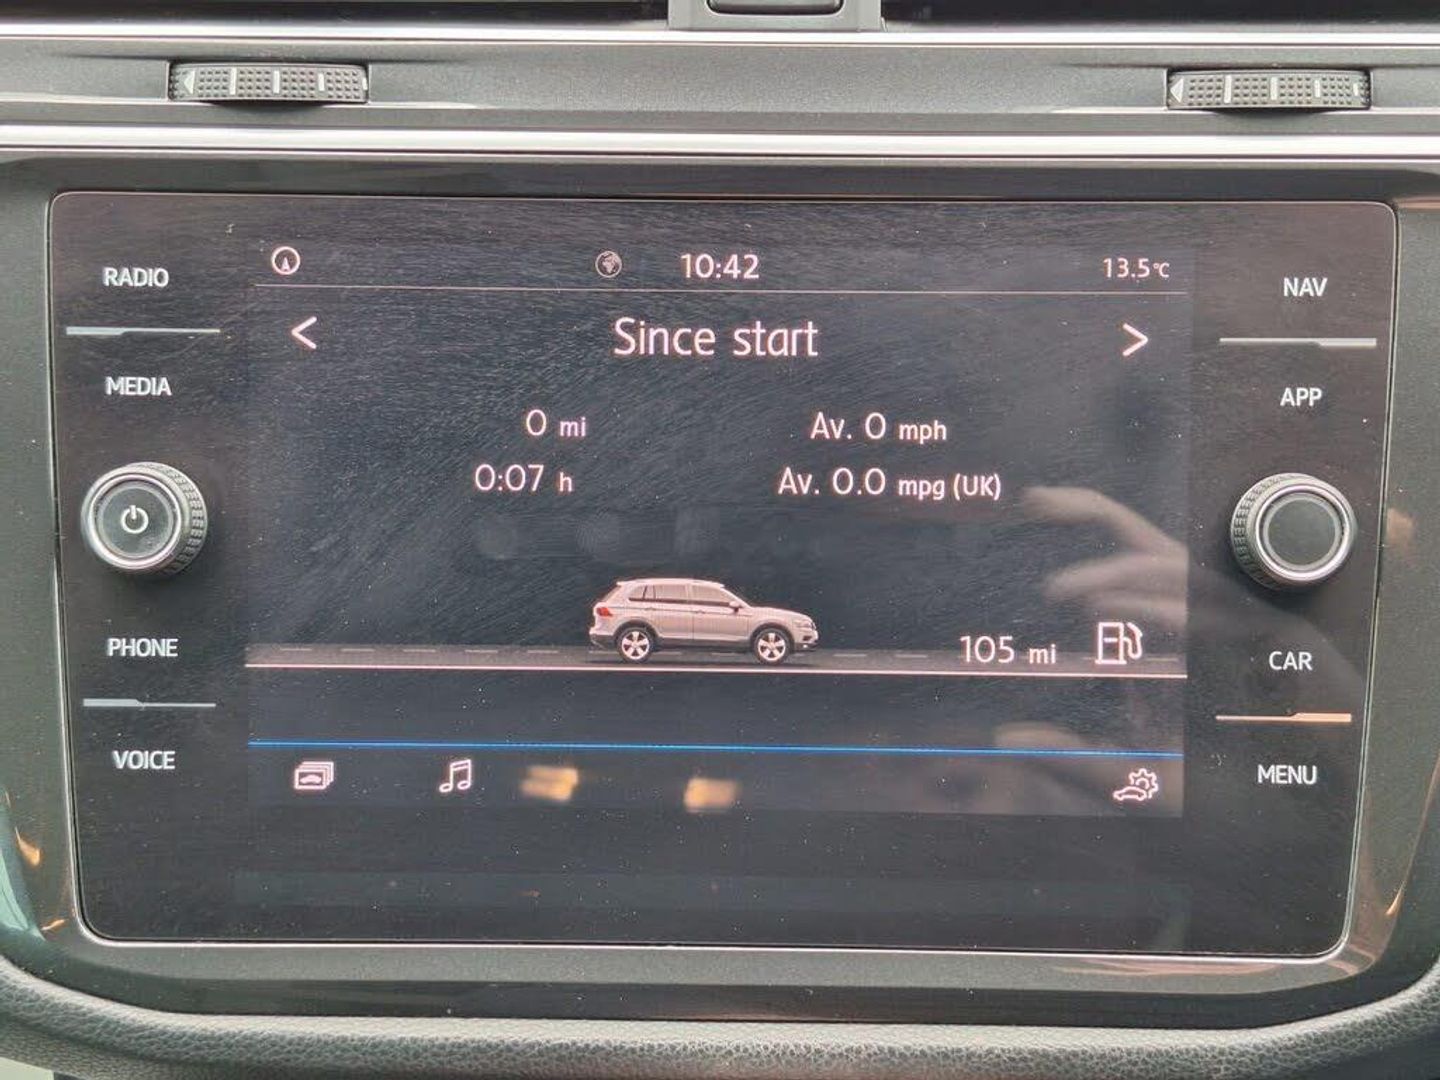 10:42
13.5°C
RADIO
NAV
< Since start >
MEDIA
APP
0 mi
Av. 0 mph
0:07 h
Av. 0.0 mpg (UK)
PHONE
105 mi
CAR
VOICE
MENU